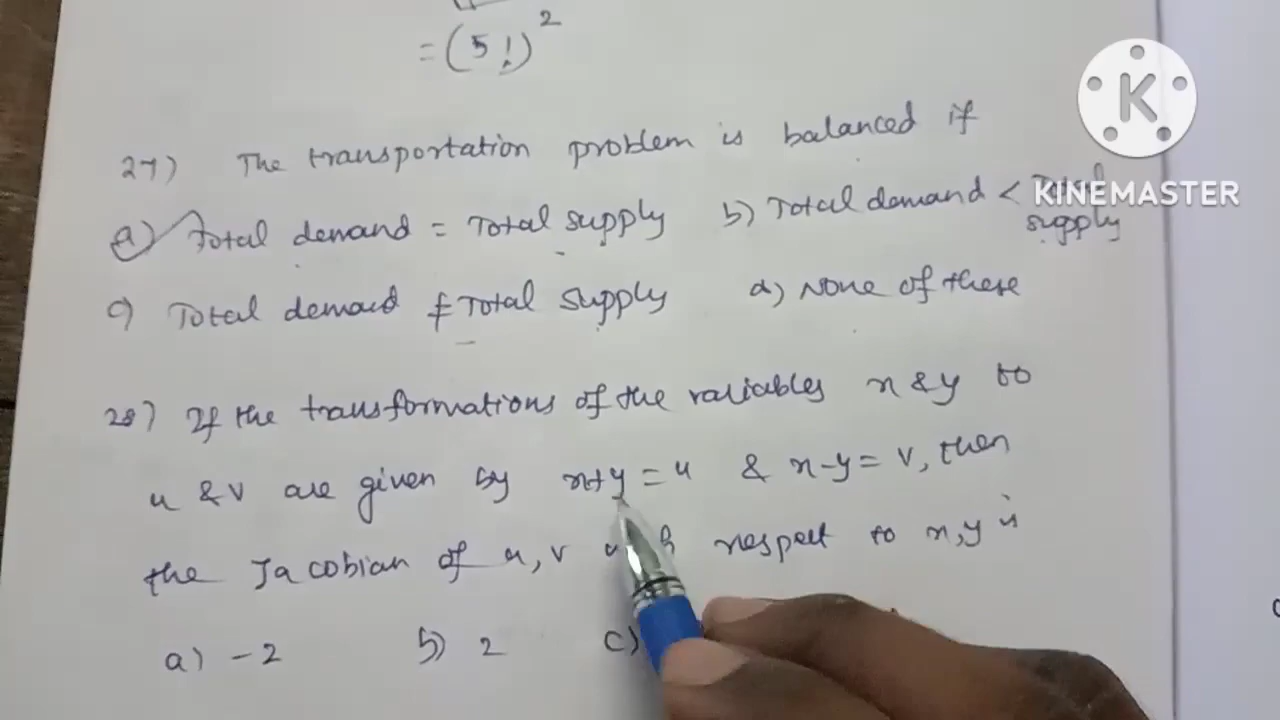 = (5!)²
27) The transportation problem is balanced if
a) Total demand = Total supply b) Total demand < Total supply
c) Total demand ≠ Total supply d) None of these
28) If the transformations of the variables x & y to
u & v are given by x+y = u & x-y = v, then
the Jacobian of u, v respect to x,y is
a) -2 b) 2 c)
K
KINEMASTER